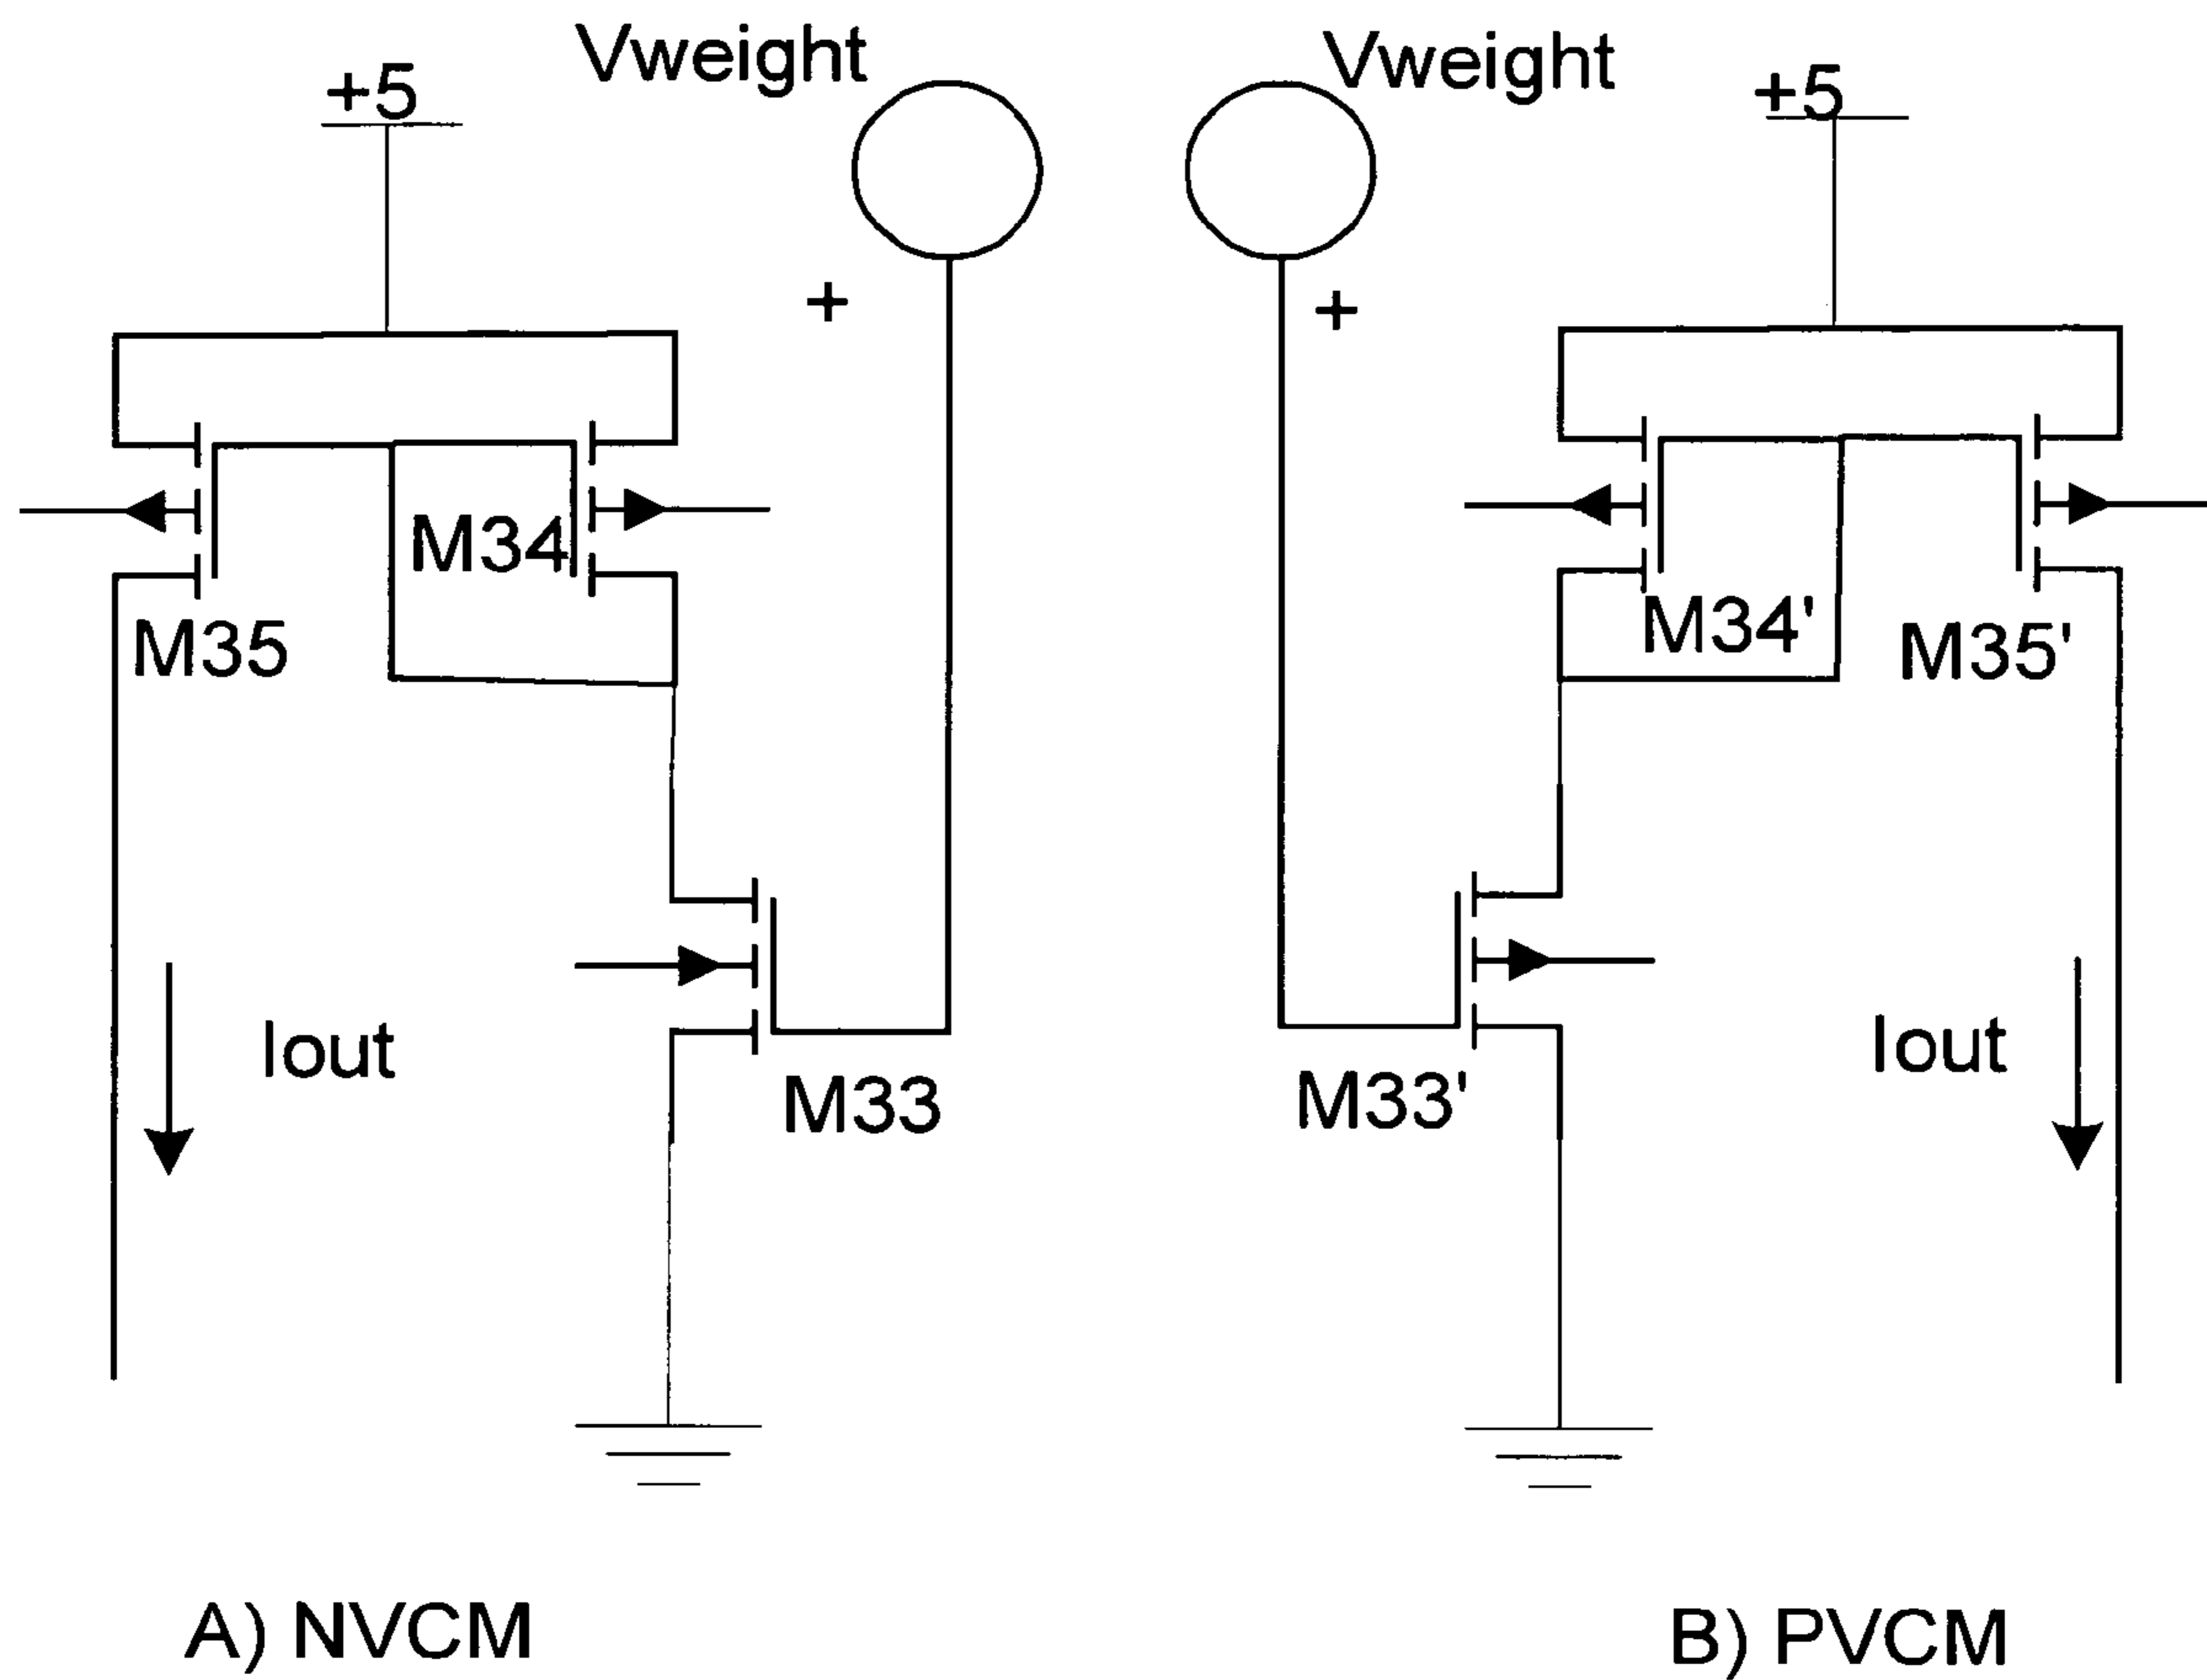 Vweight
Vweight
+5
+5
+
+
M34
M35
M34'
M35'
Iout
Iout
M33
M33'
A) NVCM
B) PVCM